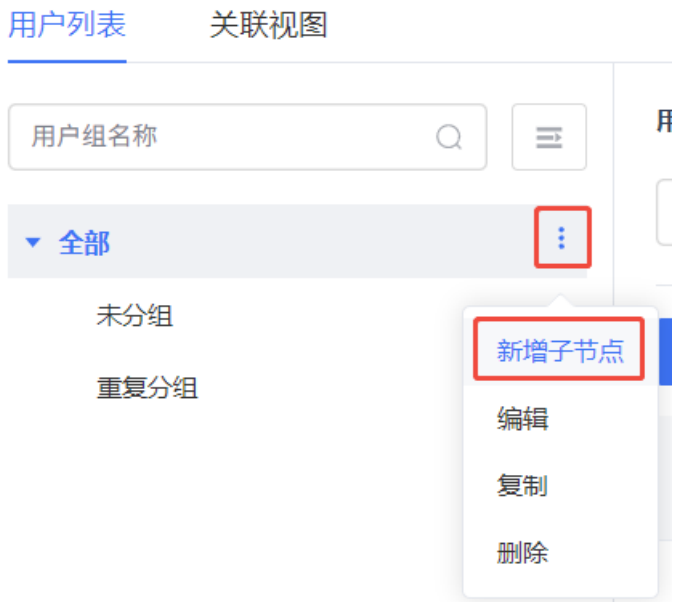 用户列表 关联视图
用户组名称
全部
未分组
重复分组
新增子节点
编辑
复制
删除